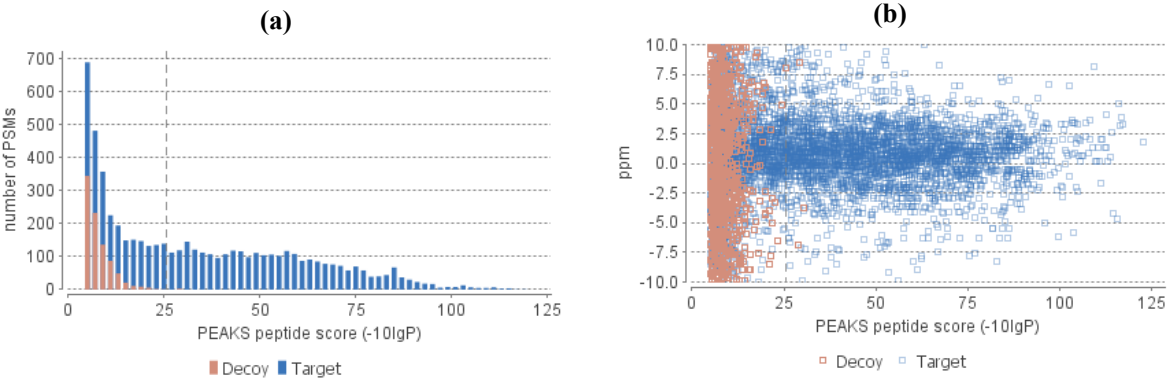 (a)
700
600
500
400
300
200
100
0
number of PSMs
0 25 50 75 100 125
PEAKS peptide score (-10lgP)
Decoy Target
(b)
10.0
7.5
5.0
2.5
0.0
-2.5
-5.0
-7.5
-10.0
ppm
0 25 50 75 100 125
PEAKS peptide score (-10lgP)
Decoy Target